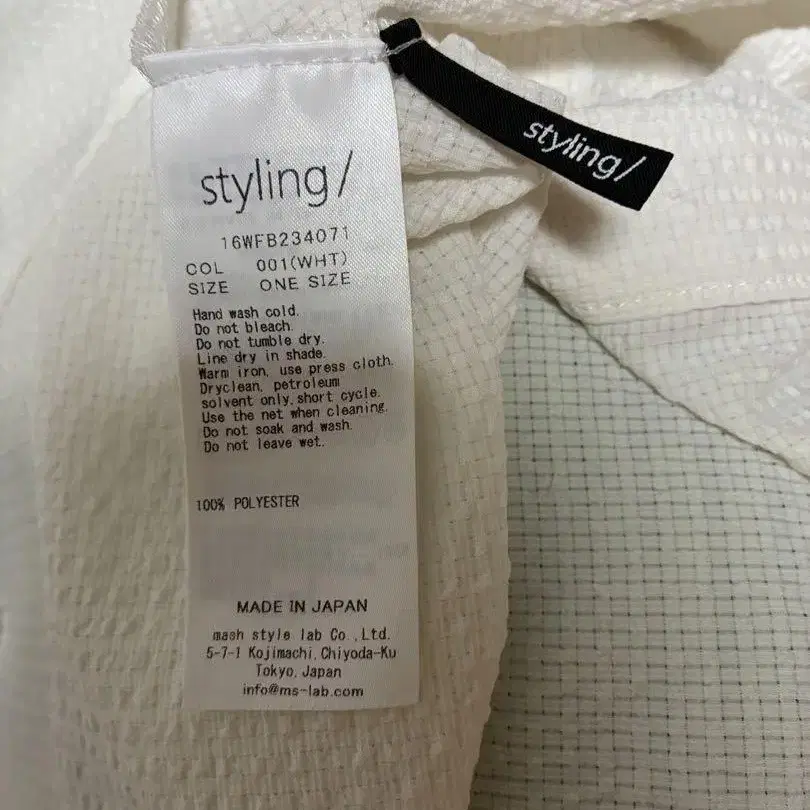 styling/
styling/
16WFB234071
COL 001(WHT)
SIZE ONE SIZE
Hand wash cold.
Do not bleach.
Do not tumble dry.
Line dry in shade.
Warm iron, use press cloth.
Dryclean, petroleum
solvent only, short cycle.
Use the net when cleaning.
Do not soak and wash.
Do not leave wet.
100% POLYESTER
MADE IN JAPAN
mash style lab Co.,Ltd.
5-7-1 Kojimachi,Chiyoda-Ku
Tokyo,Japan
info@ms-lab.com